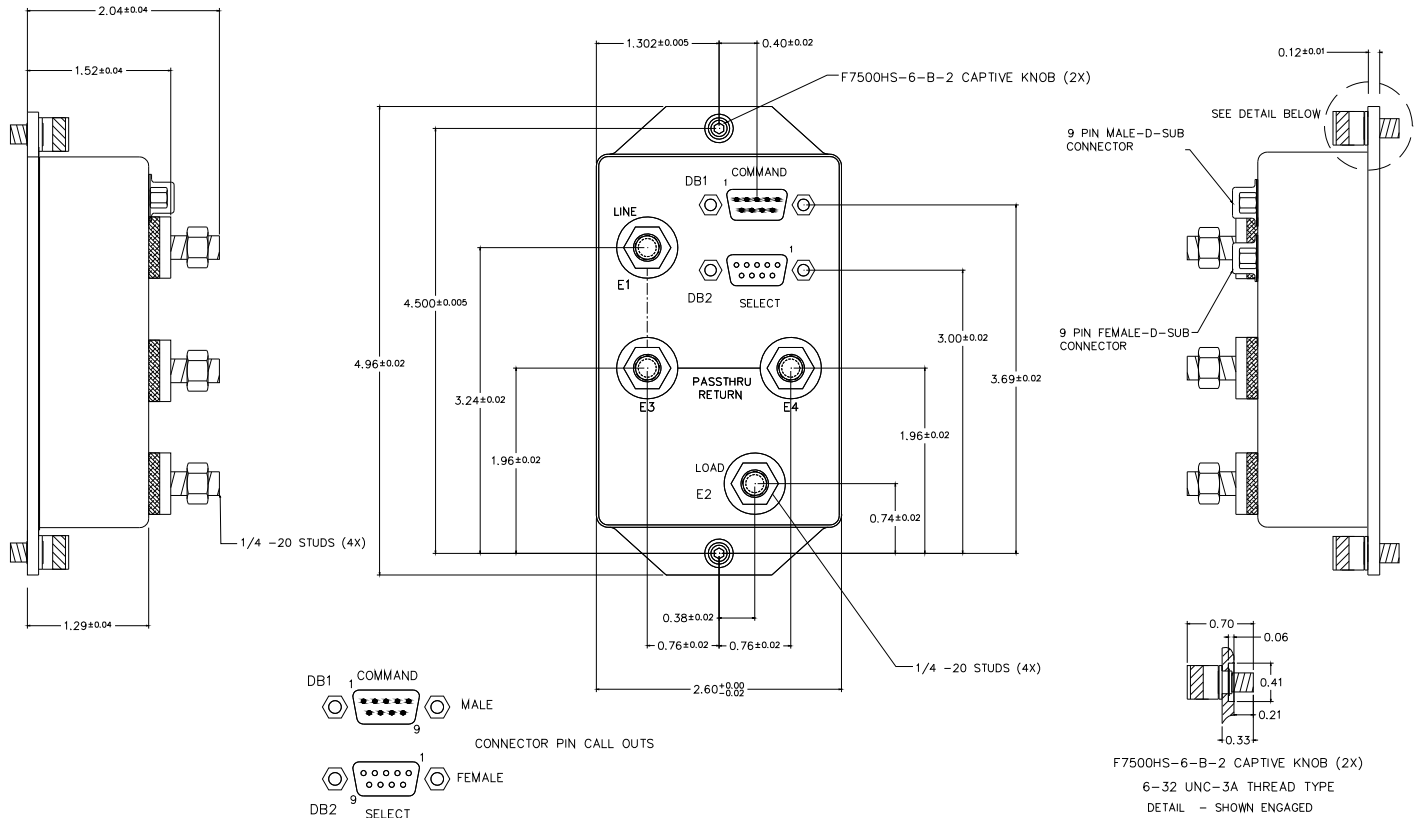 2.04±0.04
1.52±0.04
1.29±0.04
1/4 -20 STUDS (4X)
1.302±0.005
0.40±0.02
F7500HS-6-B-2 CAPTIVE KNOB (2X)
COMMAND
DB1
1
LINE
E1
1
DB2
SELECT
4.500±0.005
4.96±0.02
3.24±0.02
1.96±0.02
E3
PASSTHRU
RETURN
E4
LOAD
E2
3.00±0.02
3.69±0.02
1.96±0.02
0.74±0.02
0.38±0.02
0.76±0.02
0.76±0.02
2.60+0.00
-0.02
1/4 -20 STUDS (4X)
0.12±0.01
SEE DETAIL BELOW
9 PIN MALE-D-SUB
CONNECTOR
9 PIN FEMALE-D-SUB
CONNECTOR
DB1
1
COMMAND
MALE
9
CONNECTOR PIN CALL OUTS
1
FEMALE
9
DB2
SELECT
0.70
0.06
0.41
0.21
0.33
F7500HS-6-B-2 CAPTIVE KNOB (2X)
6-32 UNC-3A THREAD TYPE
DETAIL - SHOWN ENGAGED